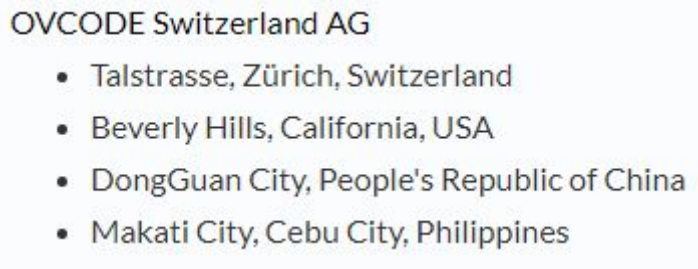 OVCODE Switzerland AG
• Talstrasse, Zürich, Switzerland
• Beverly Hills, California, USA
• DongGuan City, People's Republic of China
• Makati City, Cebu City, Philippines